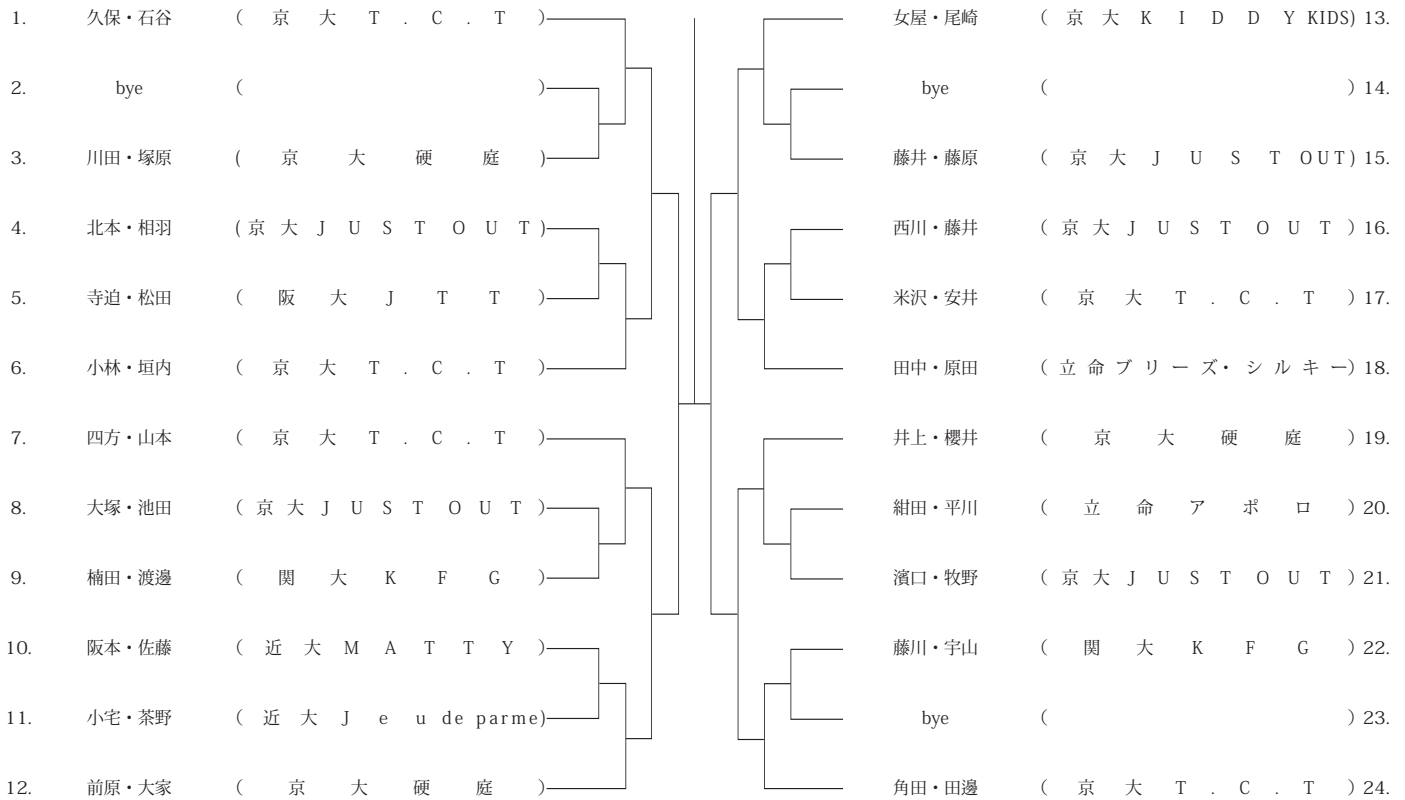 1. 久保・石谷 (京大T.C.T)
2. bye ( )
3. 川田・塚原 (京大硬庭)
4. 北本・相羽 (京大JUSTOUT)
5. 寺迫・松田 (阪大JTT)
6. 小林・垣内 (京大T.C.T)
7. 四方・山本 (京大T.C.T)
8. 大塚・池田 (京大JUSTOUT)
9. 楠田・渡邊 (関大KFG)
10. 阪本・佐藤 (近大MATTY)
11. 小宅・茶野 (近大Jeu de parme)
12. 前原・大家 (京大硬庭)
女屋・尾崎 (京大KIDDY KIDS) 13.
bye ( ) 14.
藤井・藤原 (京大JUSTOUT) 15.
西川・藤井 (京大JUSTOUT) 16.
米沢・安井 (京大T.C.T) 17.
田中・原田 (立命ブリーズ・シルキー) 18.
井上・櫻井 (京大硬庭) 19.
紺田・平川 (立命アポロ) 20.
濱口・牧野 (京大JUSTOUT) 21.
藤川・宇山 (関大KFG) 22.
bye ( ) 23.
角田・田邊 (京大T.C.T) 24.